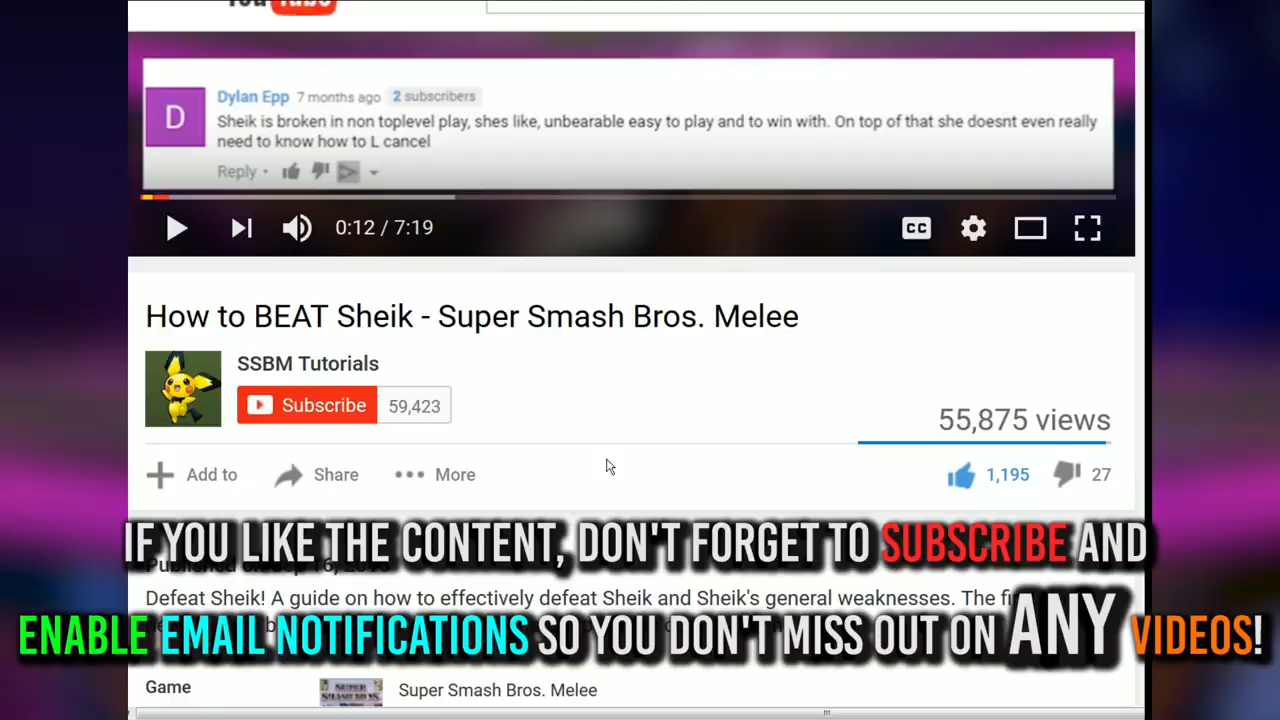 You Tube
Dylan Epp 7 months ago 2 subscribers
Sheik is broken in non toplevel play, shes like, unbearable easy to play and to win with. On top of that she doesnt even really
need to know how to L cancel
Reply
0:12 / 7:19
CC
How to BEAT Sheik - Super Smash Bros. Melee
SSBM Tutorials
Subscribe 59,423
55,875 views
Add to Share More 1,195 27
IF YOU LIKE THE CONTENT, DON'T FORGET TO SUBSCRIBE AND
Defeat Sheik! A guide on how to effectively defeat Sheik and Sheik's general weaknesses. The
ENABLE EMAIL NOTIFICATIONS SO YOU DON'T MISS OUT ON ANY VIDEOS!
Game Super Smash Bros. Melee